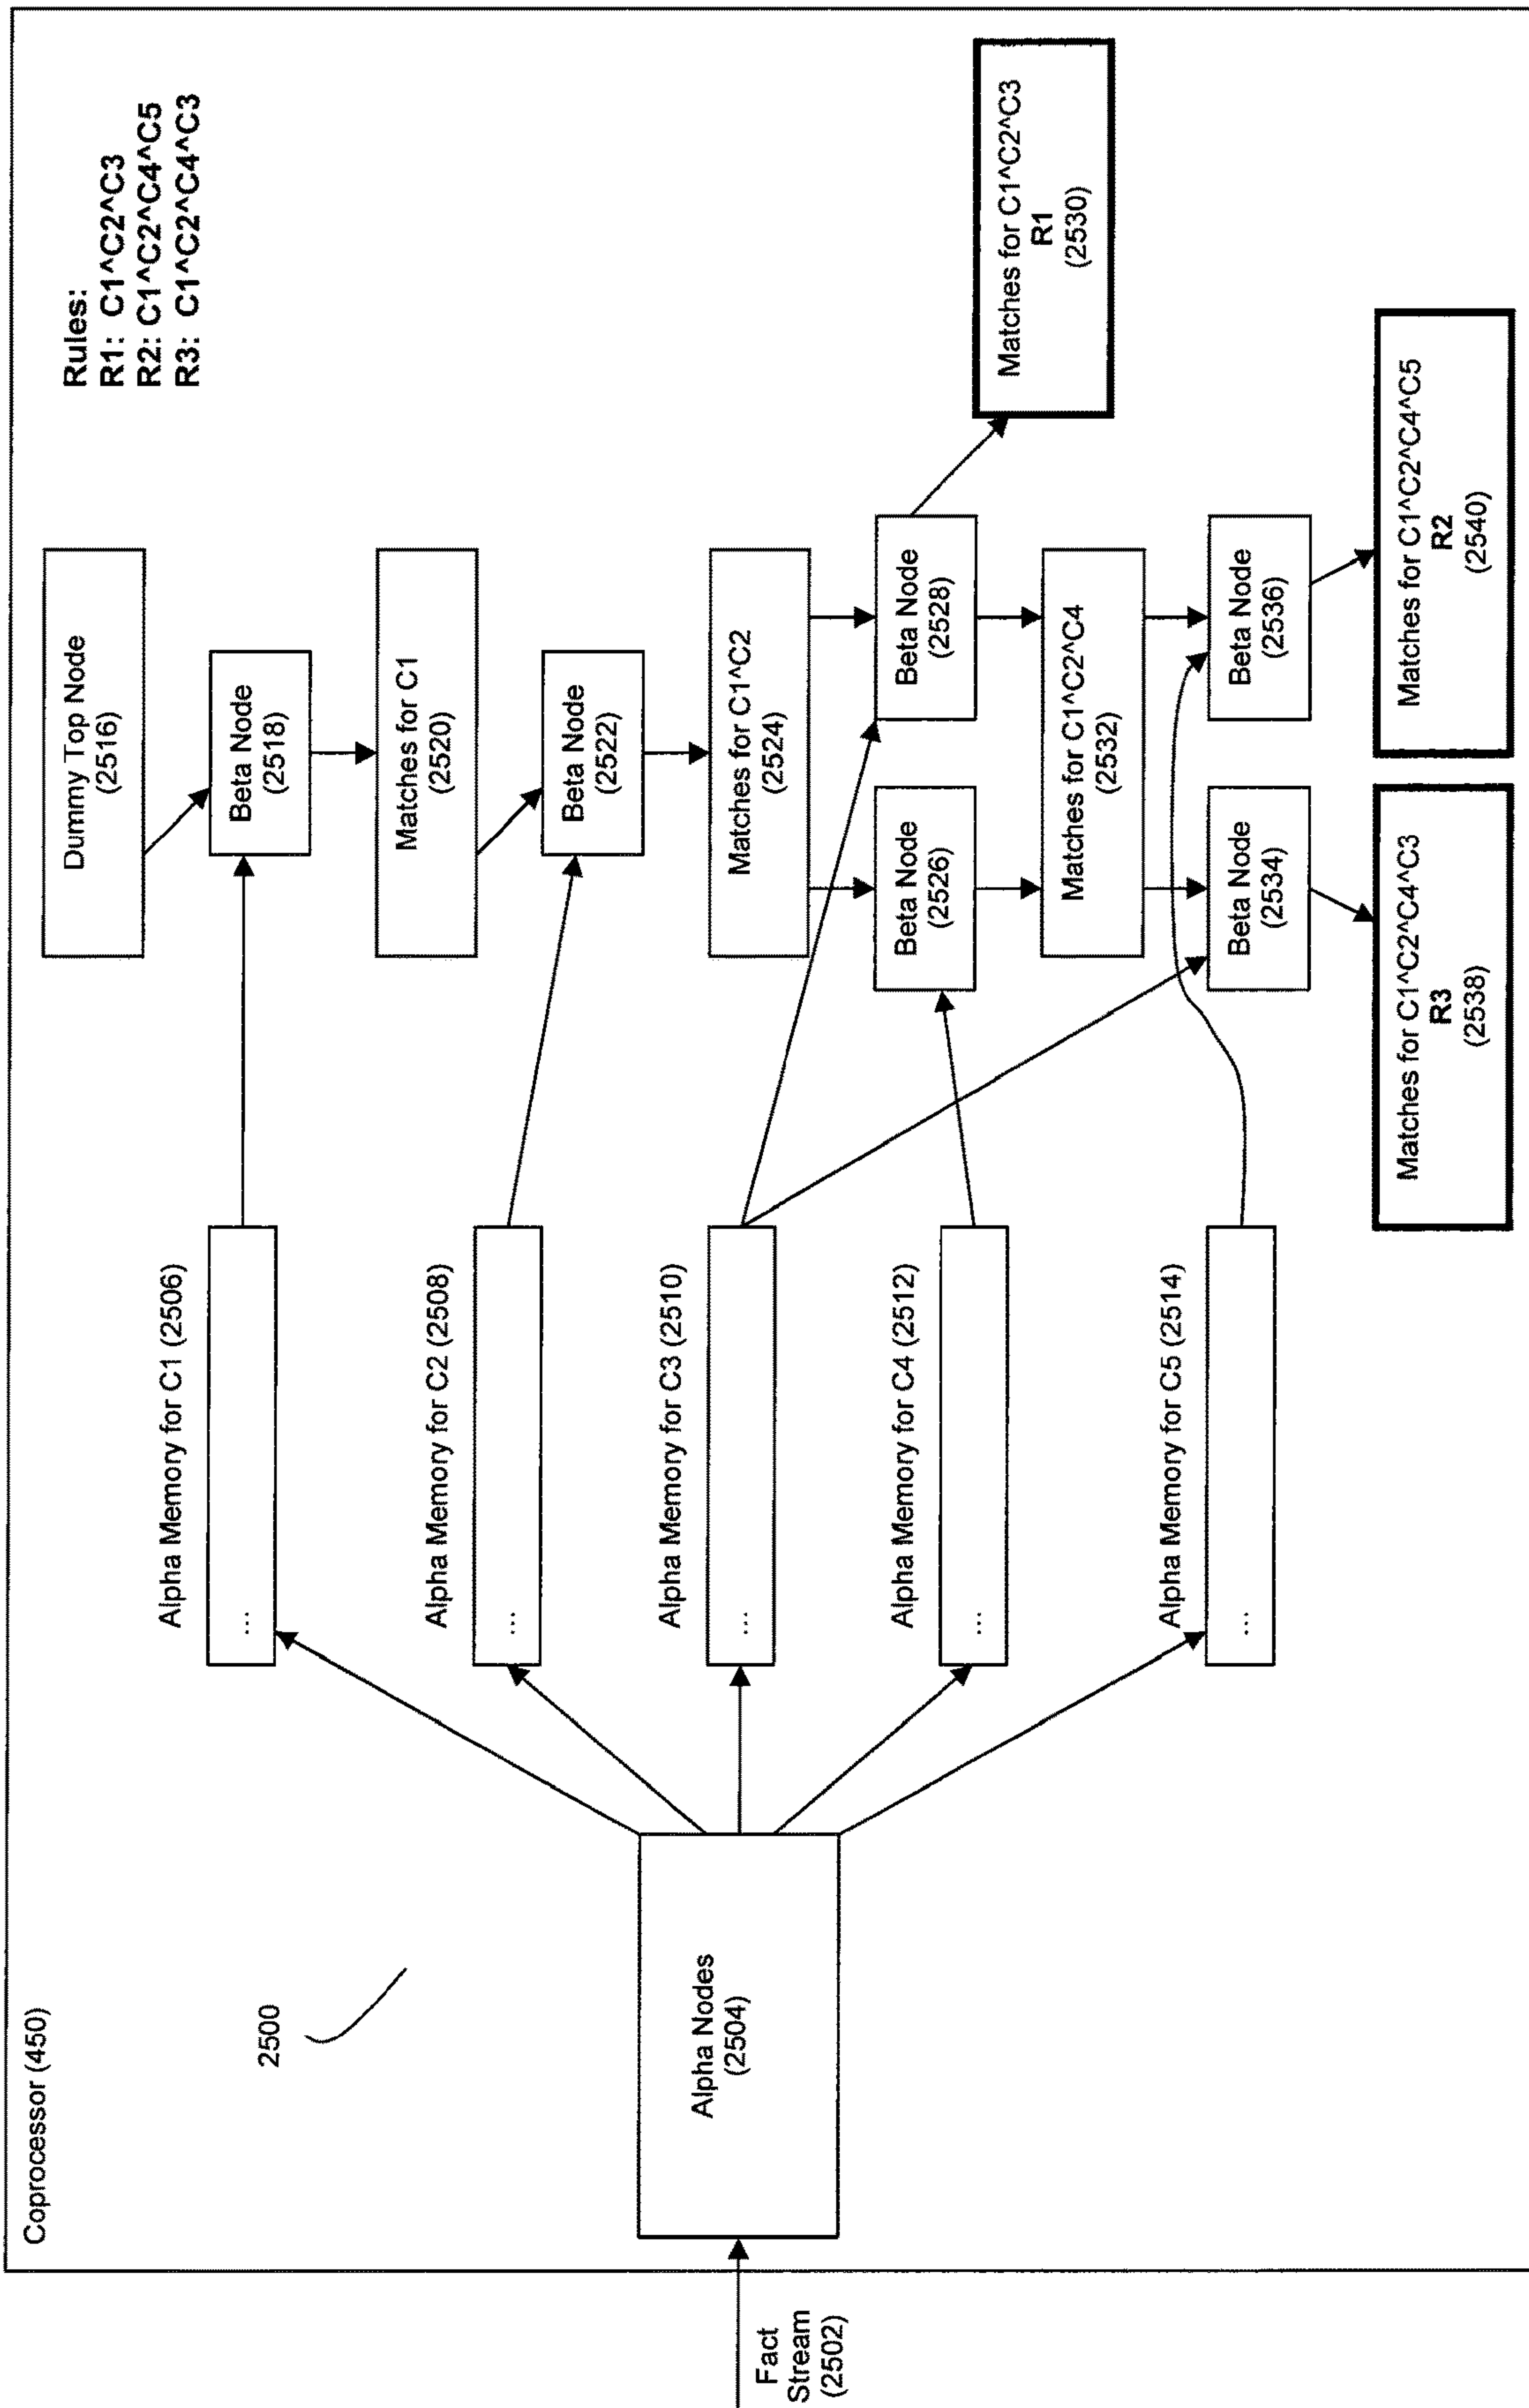 Coprocessor (450)
2500
Rules:
R1: C1^C2^C3
R2: C1^C2^C4^C5
R3: C1^C2^C4^C3
Fact
Stream
(2502)
Alpha Nodes
(2504)
Alpha Memory for C1 (2506)
...
Alpha Memory for C2 (2508)
...
Alpha Memory for C3 (2510)
...
Alpha Memory for C4 (2512)
...
Alpha Memory for C5 (2514)
...
Dummy Top Node
(2516)
Beta Node
(2518)
Matches for C1
(2520)
Beta Node
(2522)
Matches for C1^C2
(2524)
Beta Node
(2526)
Beta Node
(2528)
Matches for C1^C2^C3
R1
(2530)
Matches for C1^C2^C4
(2532)
Beta Node
(2534)
Beta Node
(2536)
Matches for C1^C2^C4^C3
R3
(2538)
Matches for C1^C2^C4^C5
R2
(2540)